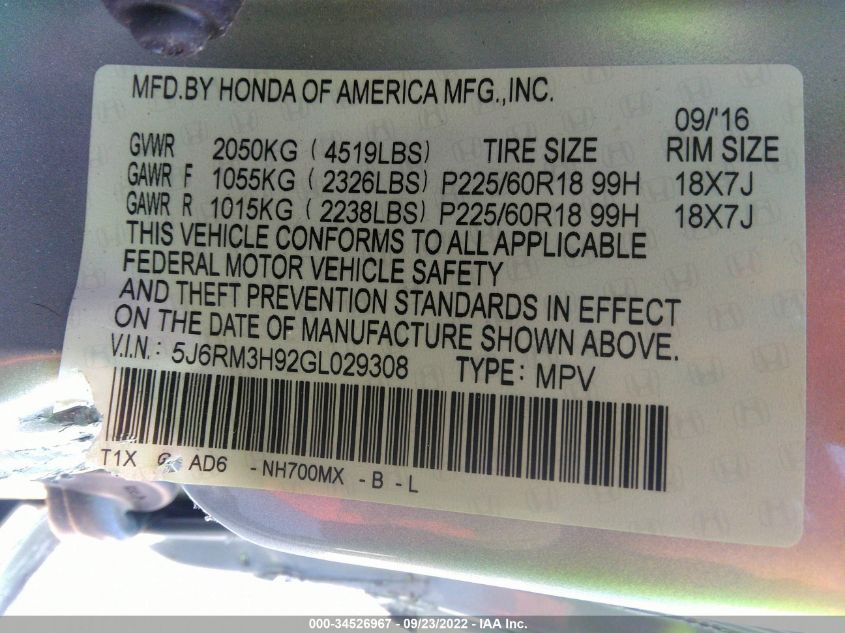 MFD.BY HONDA OF AMERICA MFG.,INC.
09/'16
GVWR 2050KG (4519LBS) TIRE SIZE RIM SIZE
GAWR F 1055KG (2326LBS) P225/60R18 99H 18X7J
GAWR R 1015KG (2238LBS) P225/60R18 99H 18X7J
THIS VEHICLE CONFORMS TO ALL APPLICABLE
FEDERAL MOTOR VEHICLE SAFETY
AND THEFT PREVENTION STANDARDS IN EFFECT
ON THE DATE OF MANUFACTURE SHOWN ABOVE.
V.I.N.: 5J6RM3H92GL029308 TYPE: MPV
T1X G AD6 -NH700MX -B -L
000-34526967 - 09/23/2022 - IAA Inc.